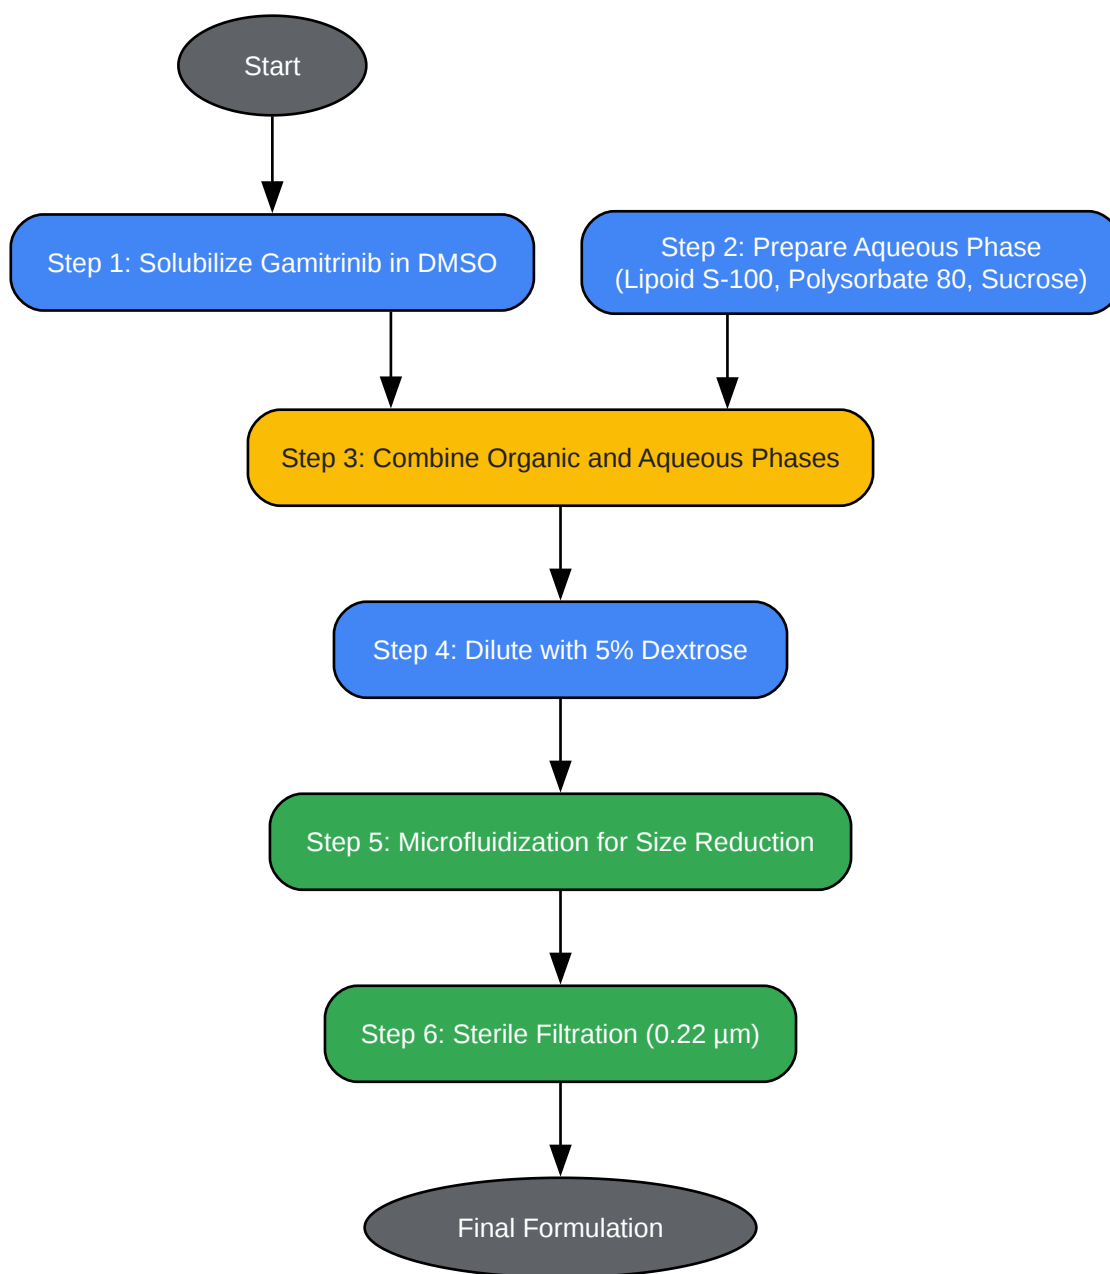 Start
Step 1: Solubilize Gamitrinib in DMSO
Step 2: Prepare Aqueous Phase
(Lipoid S-100, Polysorbate 80, Sucrose)
Step 3: Combine Organic and Aqueous Phases
Step 4: Dilute with 5% Dextrose
Step 5: Microfluidization for Size Reduction
Step 6: Sterile Filtration (0.22 µm)
Final Formulation